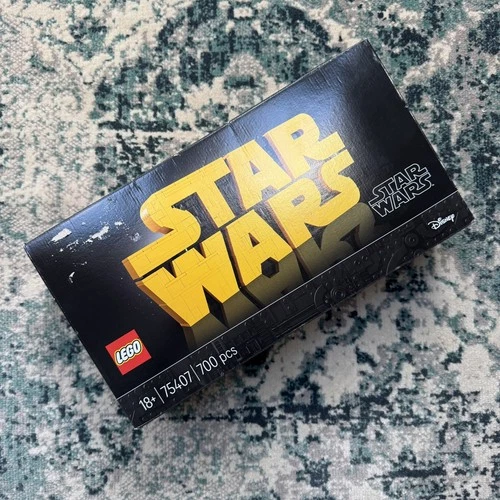 STAR
WARS
STAR
WARS
Disney
LEGO
18+ | 75407 | 700 pcs